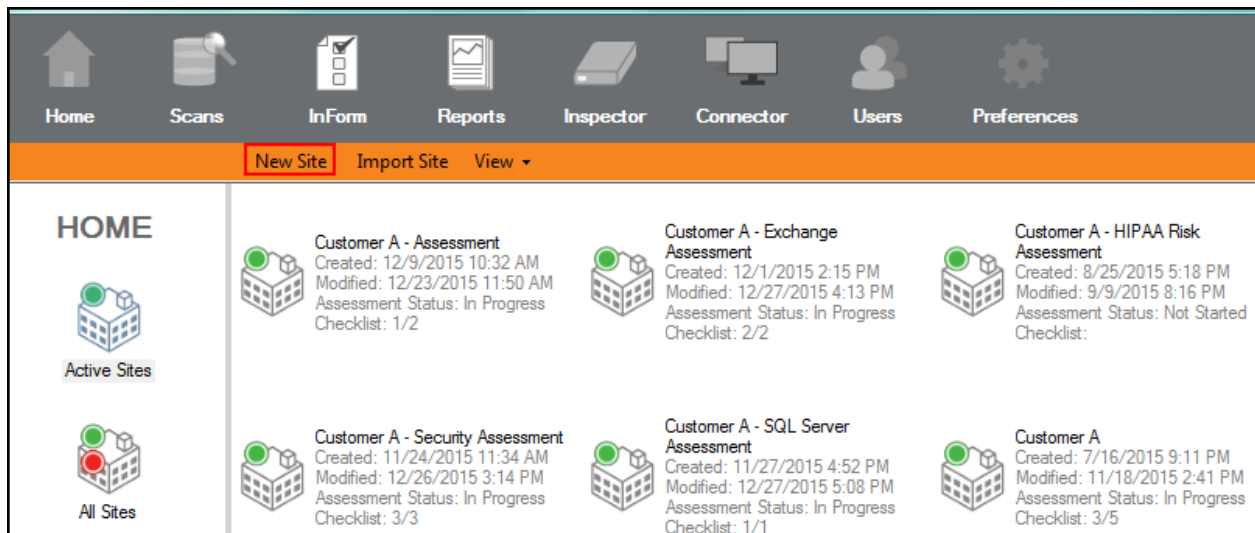 Home
Scans
InForm
Reports
Inspector
Connector
Users
Preferences
New Site
Import Site
View
HOME
Active Sites
All Sites
Customer A - Assessment
Created: 12/9/2015 10:32 AM
Modified: 12/23/2015 11:50 AM
Assessment Status: In Progress
Checklist: 1/2
Customer A - Exchange
Assessment
Created: 12/1/2015 2:15 PM
Modified: 12/27/2015 4:13 PM
Assessment Status: In Progress
Checklist: 2/2
Customer A - HIPAA Risk
Assessment
Created: 8/25/2015 5:18 PM
Modified: 9/9/2015 8:16 PM
Assessment Status: Not Started
Checklist:
Customer A - Security Assessment
Created: 11/24/2015 11:34 AM
Modified: 12/26/2015 3:14 PM
Assessment Status: In Progress
Checklist: 3/3
Customer A - SQL Server
Assessment
Created: 11/27/2015 4:52 PM
Modified: 12/27/2015 5:08 PM
Assessment Status: In Progress
Checklist: 1/1
Customer A
Created: 7/16/2015 9:11 PM
Modified: 11/18/2015 2:41 PM
Assessment Status: In Progress
Checklist: 3/5